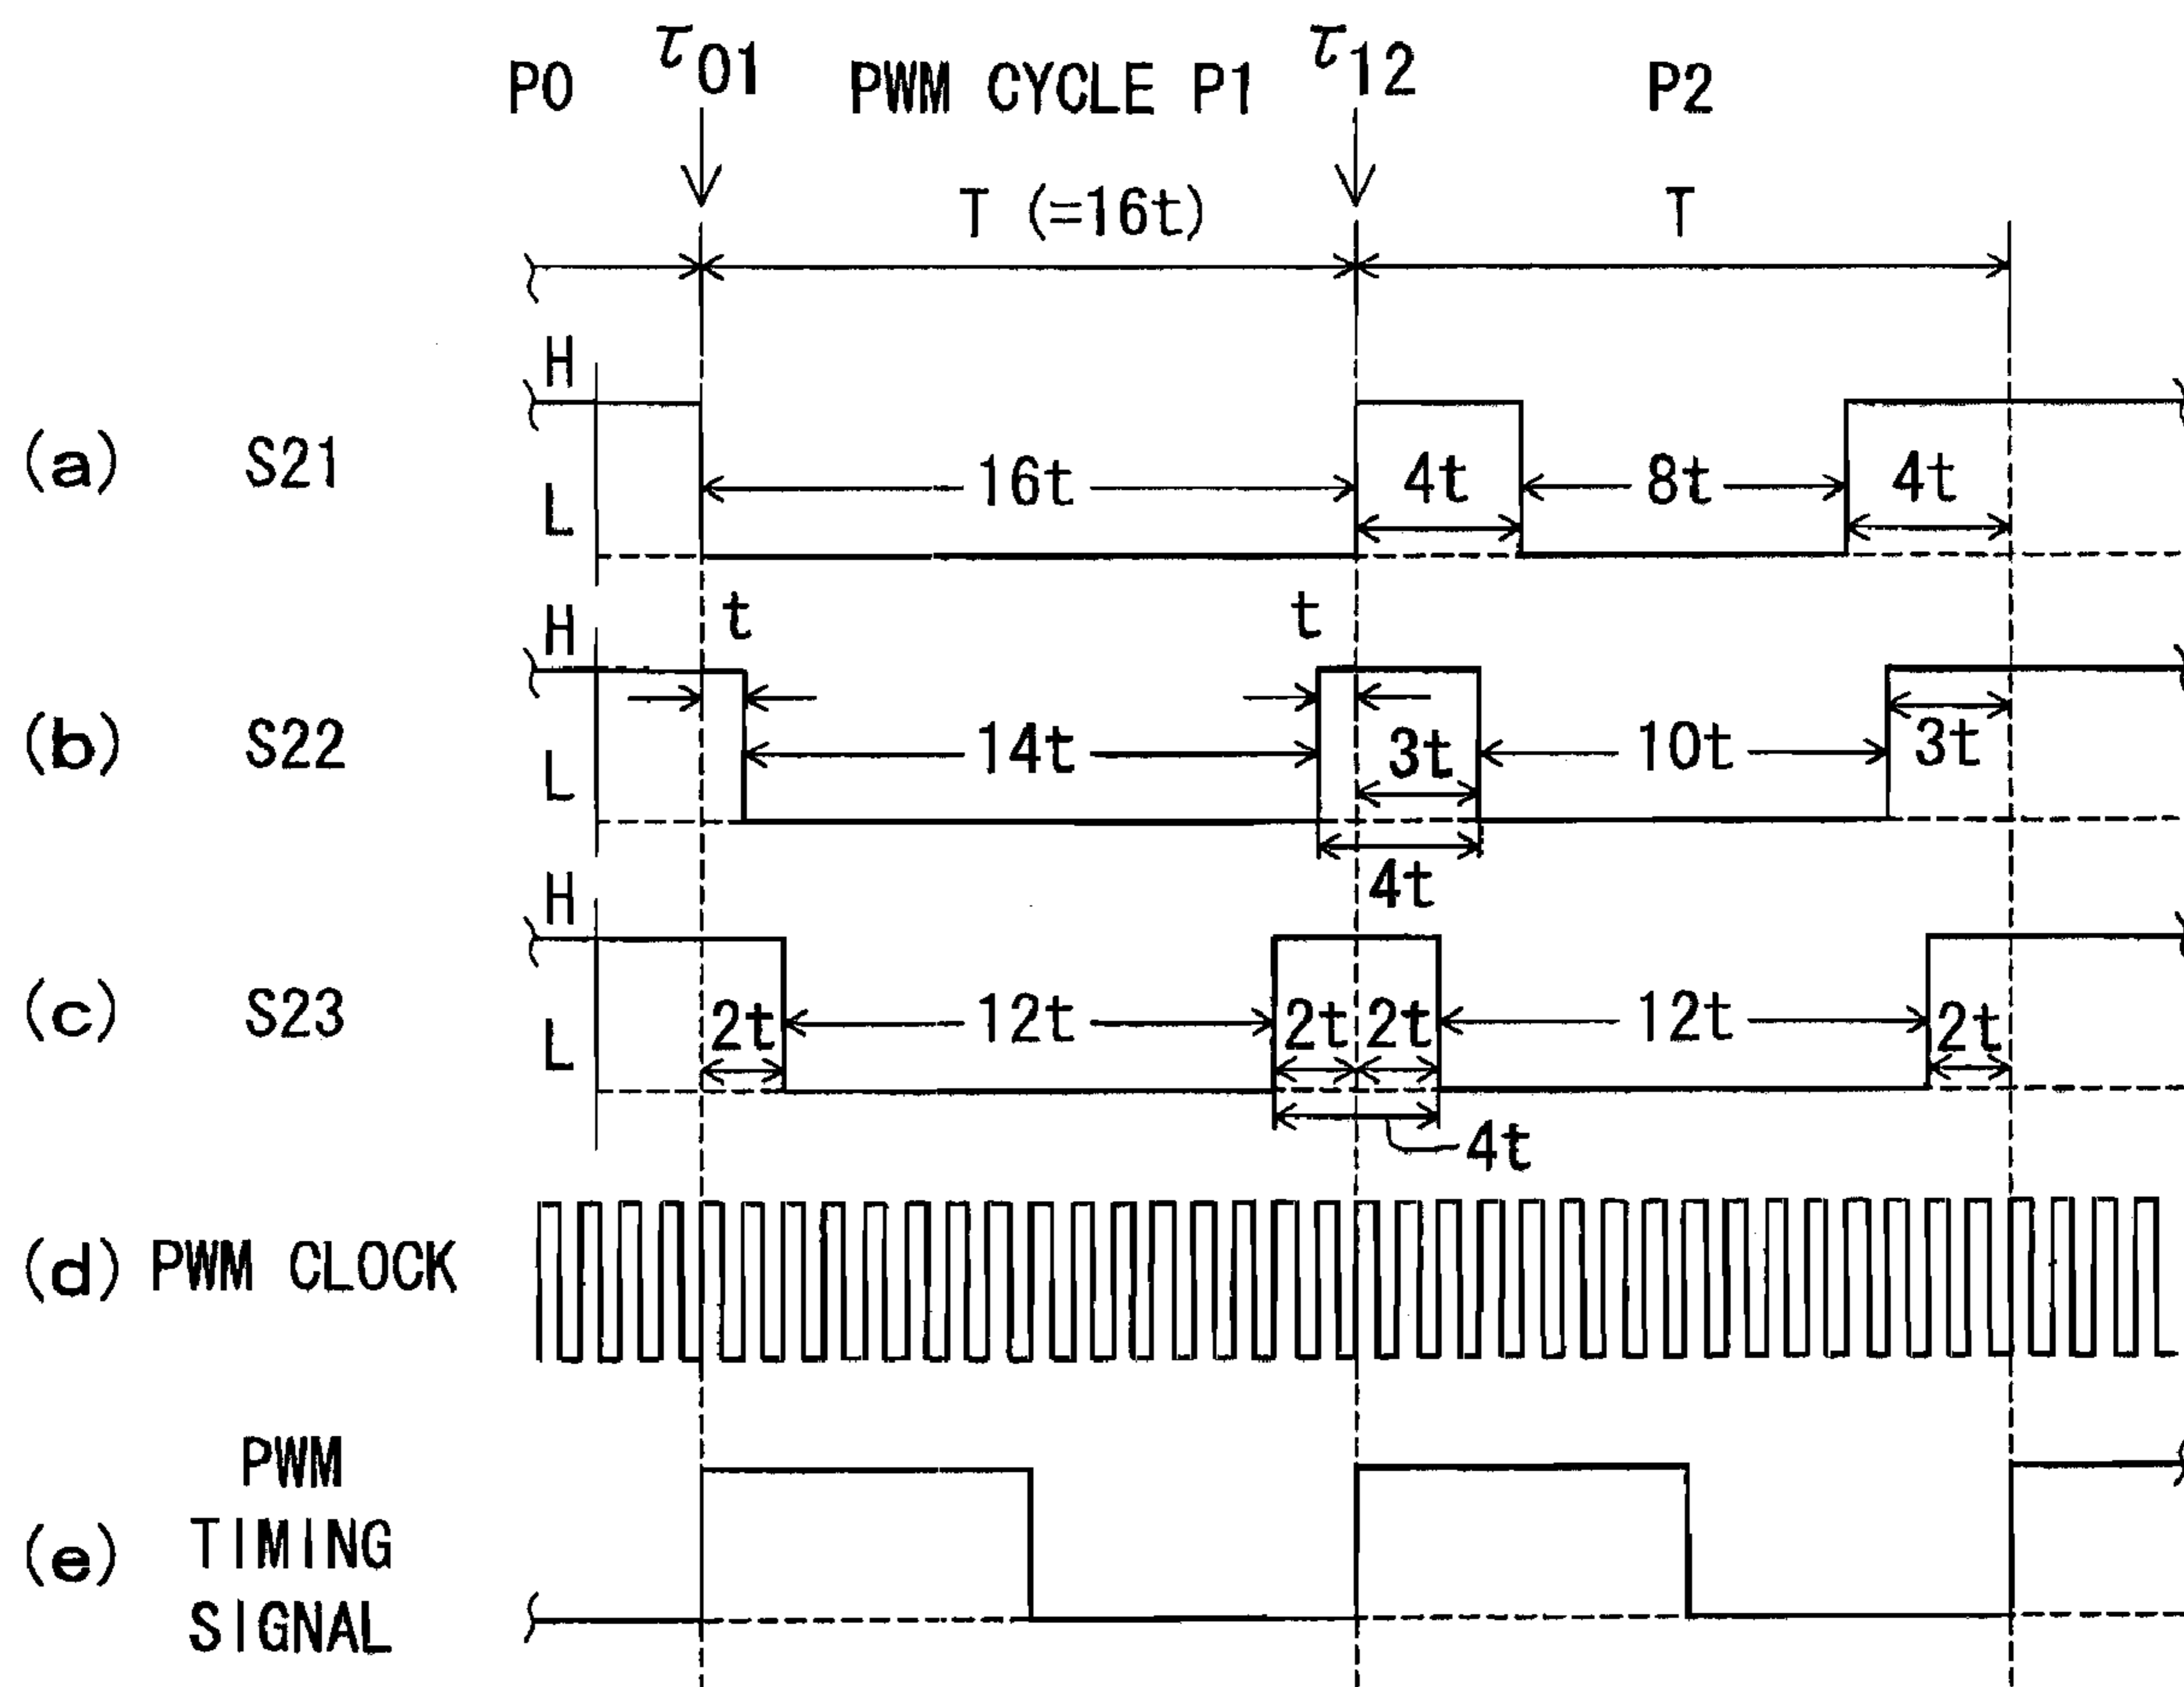 P0 τ01 PWM CYCLE P1 τ12 P2
T (=16t) T
H
(a) S21 L 16t 4t 8t 4t
H t t
(b) S22 L 14t 3t 10t 3t
4t
H
(c) S23 L 2t 12t 2t 2t 12t 2t
4t
(d) PWM CLOCK
PWM
(e) TIMING
SIGNAL